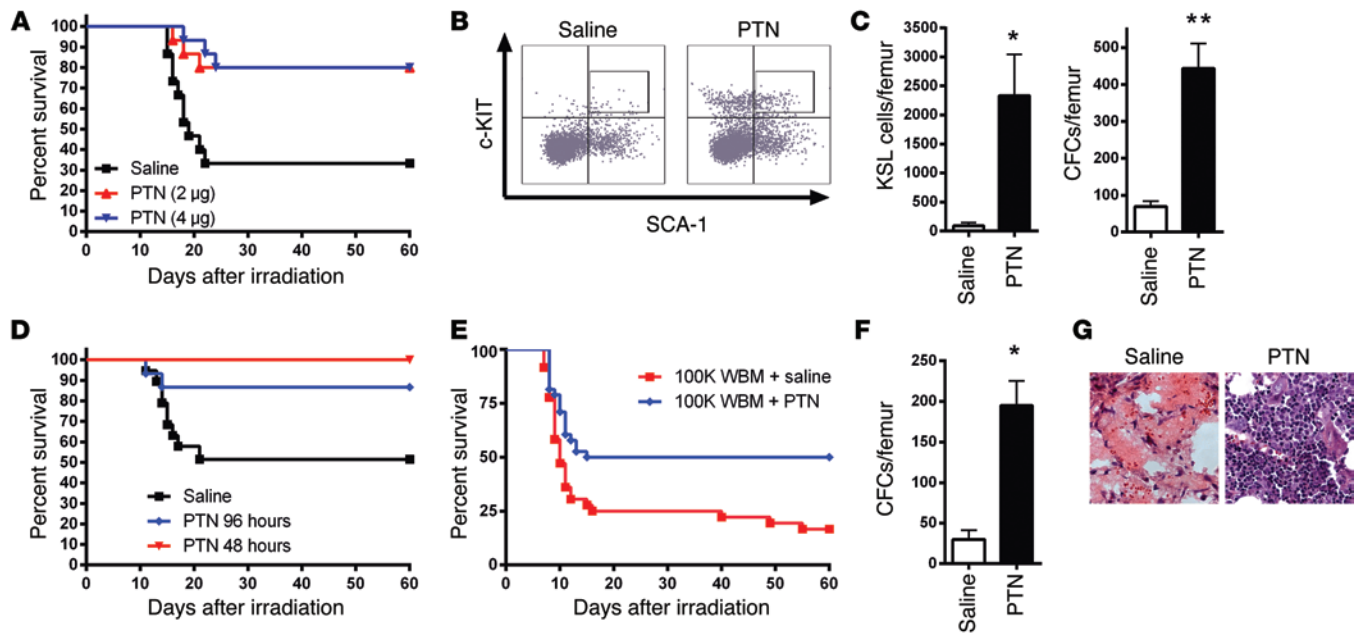 A
Percent survival
100
90
80
70
60
50
40
30
20
10
0
Saline
PTN (2 µg)
PTN (4 µg)
0 10 20 30 40 50 60
Days after irradiation
B
Saline PTN
c-KIT
SCA-1
C
KSL cells/femur
3500
3000
2500
2000
1500
1000
500
0
*
Saline PTN
CFCs/femur
500
400
300
200
100
0
**
Saline PTN
D
Percent survival
100
90
80
70
60
50
40
30
20
10
0
Saline
PTN 96 hours
PTN 48 hours
0 10 20 30 40 50 60
Days after irradiation
E
Percent survival
100
75
50
25
0
100K WBM + saline
100K WBM + PTN
0 10 20 30 40 50 60
Days after irradiation
F
CFCs/femur
250
200
150
100
50
0
*
Saline PTN
G
Saline PTN